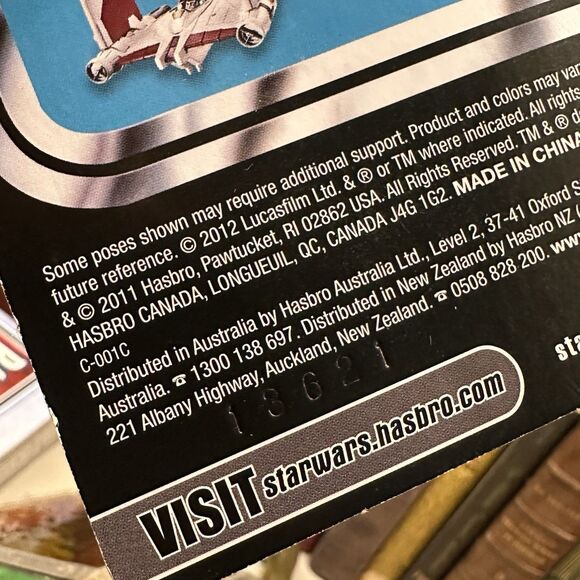 Some poses shown may require additional support. Product and colors may vary
future reference. © 2012 Lucasfilm Ltd. & ® or TM where indicated. All rights
& © 2011 Hasbro, Pawtucket, RI 02862 USA. All Rights Reserved. TM & ® d
HASBRO CANADA, LONGUEUIL, QC, CANADA J4G 1G2. MADE IN CHINA
C-001C
Distributed in Australia by Hasbro Australia Ltd., Level 2, 37-41 Oxford S
Australia. ☎ 1300 138 697. Distributed in New Zealand by Hasbro NZ
221 Albany Highway, Auckland, New Zealand. ☎ 0508 828 200. www
13621
sta
VISIT starwars.hasbro.com